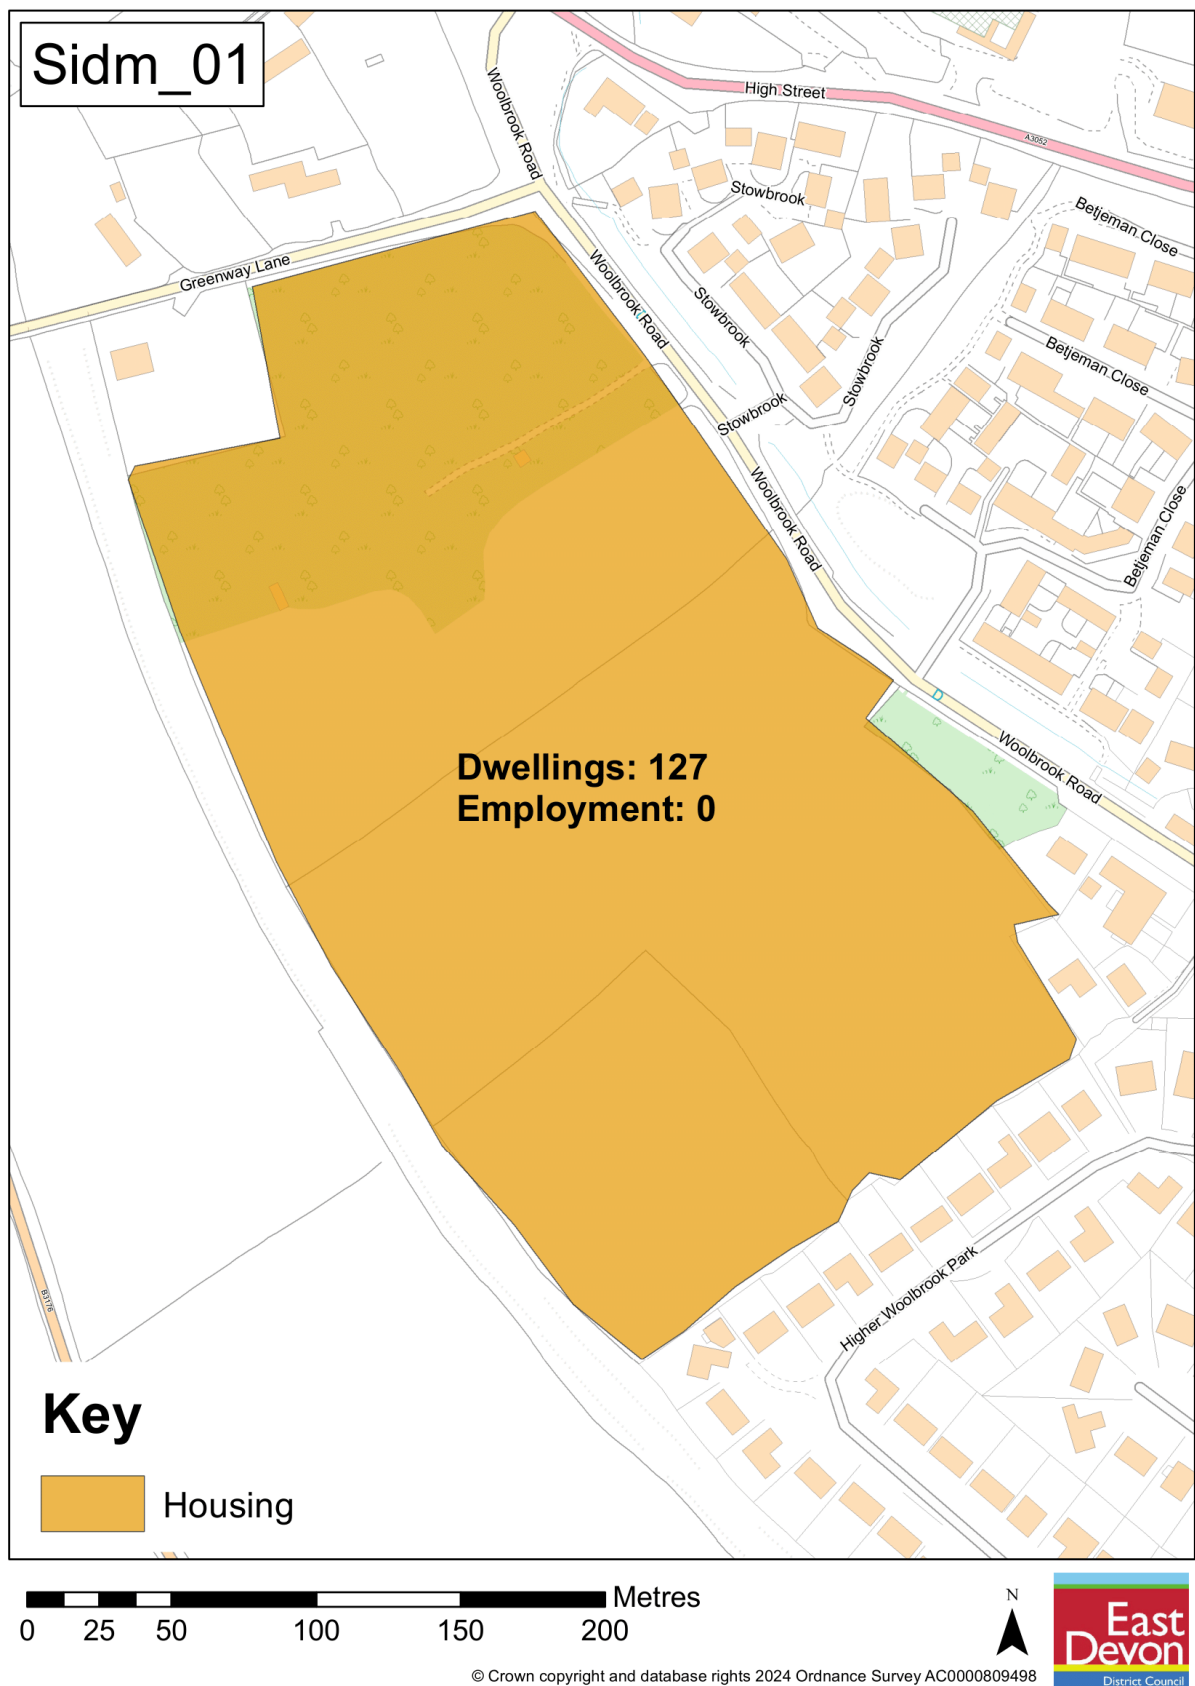 Sidm_01
Woolbrook Road
High Street
A3052
Stowbrook
Betjeman Close
Greenway Lane
Woolbrook Road
Stowbrook
Stowbrook
Betjeman Close
Stowbrook
Woolbrook Road
Betjeman Close
D
Woolbrook Road
Dwellings: 127
Employment: 0
Higher Woolbrook Park
B3176
Key
Housing
Metres
0 25 50 100 150 200
N
East
Devon
District Council
© Crown copyright and database rights 2024 Ordnance Survey AC0000809498